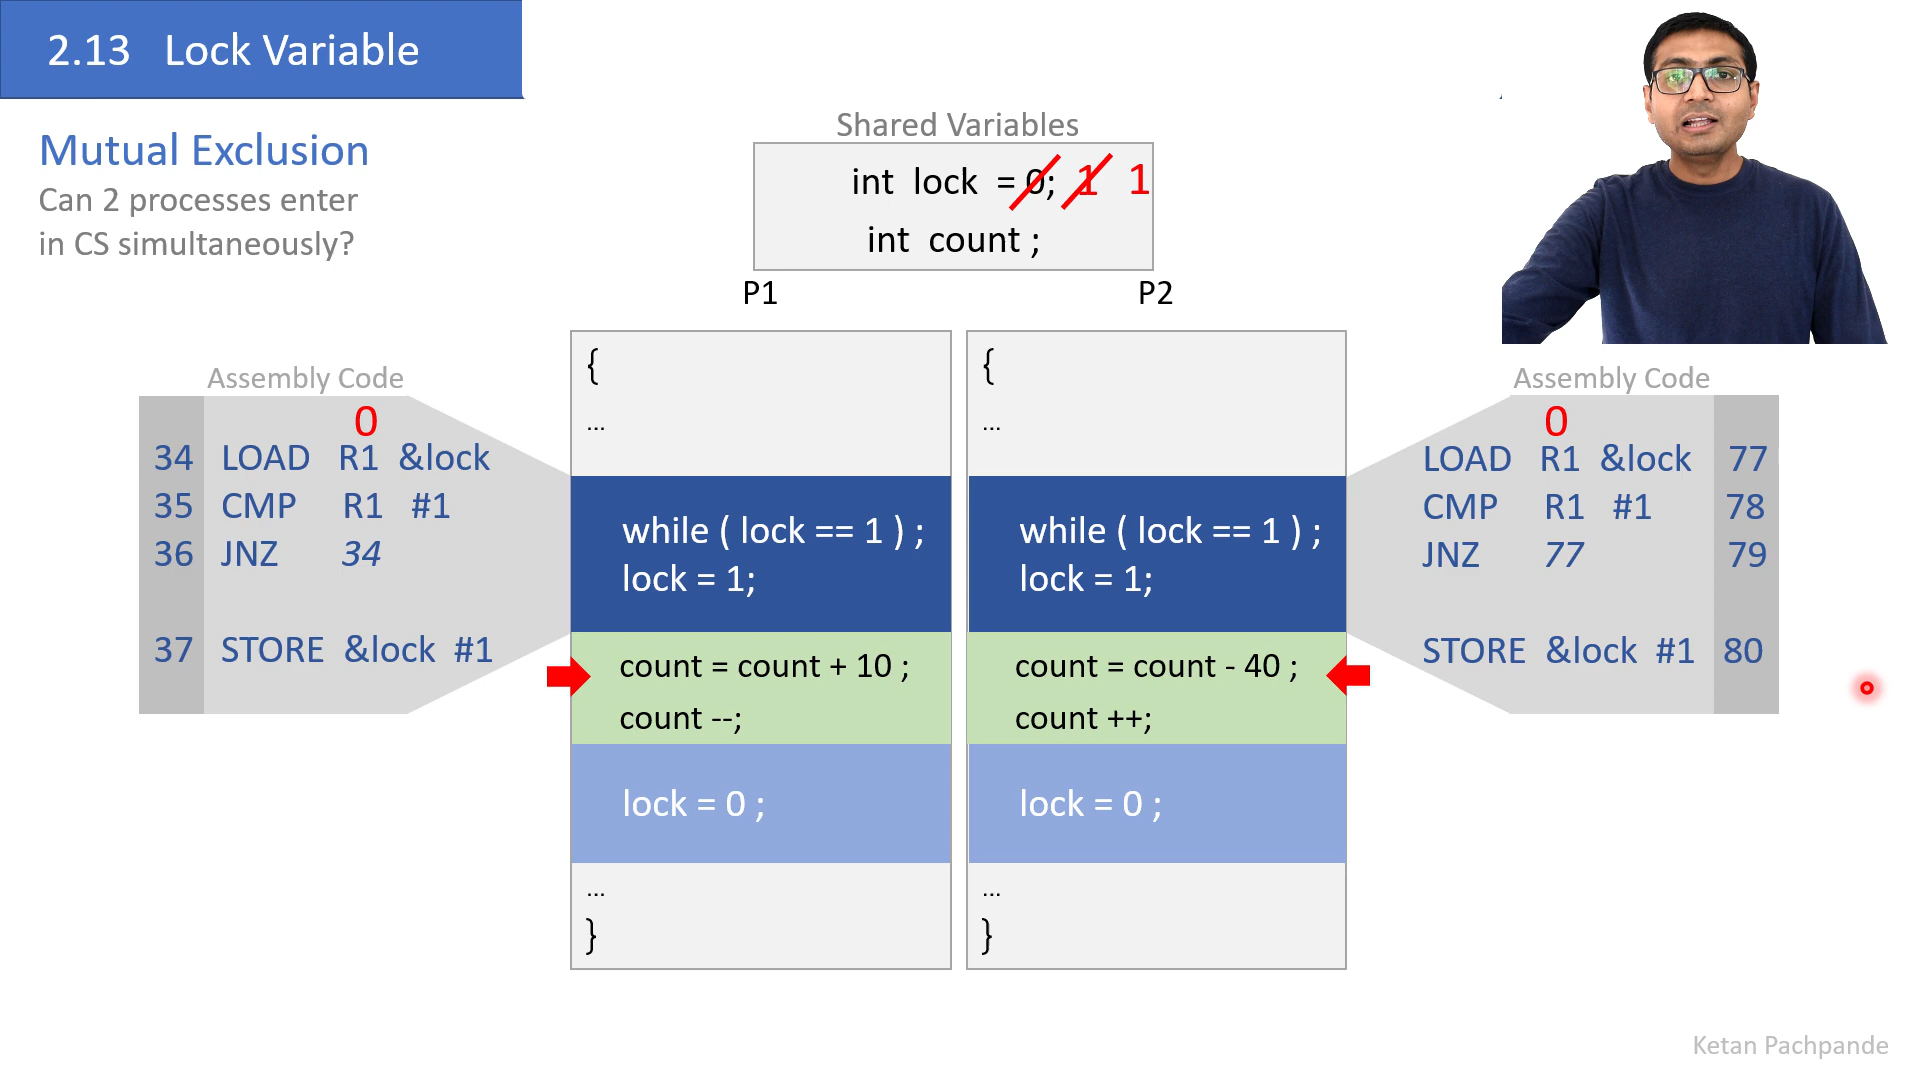 2.13 Lock Variable
Mutual Exclusion
Can 2 processes enter
in CS simultaneously?
Shared Variables
int lock = 0; 1 1
int count ;
P1
P2
Assembly Code
0
34 LOAD R1 &lock
35 CMP R1 #1
36 JNZ 34
37 STORE &lock #1
{
...
while ( lock == 1 ) ;
lock = 1;
count = count + 10 ;
count --;
lock = 0 ;
...
}
{
...
while ( lock == 1 ) ;
lock = 1;
count = count - 40 ;
count ++;
lock = 0 ;
...
}
Assembly Code
0
LOAD R1 &lock 77
CMP R1 #1 78
JNZ 77 79
STORE &lock #1 80
Ketan Pachpande